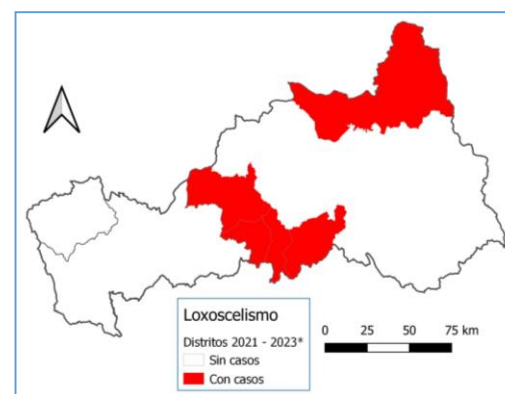 Loxoscelismo
Distritos 2021 - 2023*
Sin casos
Con casos
0 25 50 75 km